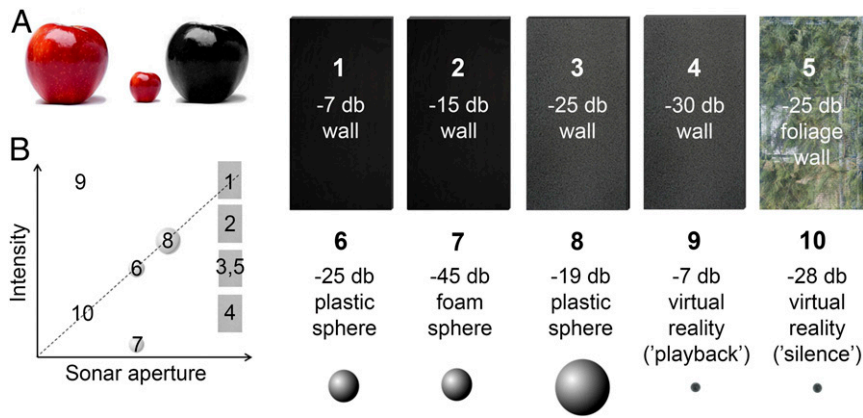 A
B
Intensity
9
1
2
8
6
3,5
10
4
7
Sonar aperture
1
-7 db
wall
2
-15 db
wall
3
-25 db
wall
4
-30 db
wall
5
-25 db
foliage
wall
6
-25 db
plastic
sphere
7
-45 db
foam
sphere
8
-19 db
plastic
sphere
9
-7 db
virtual
reality
('playback')
10
-28 db
virtual
reality
('silence')